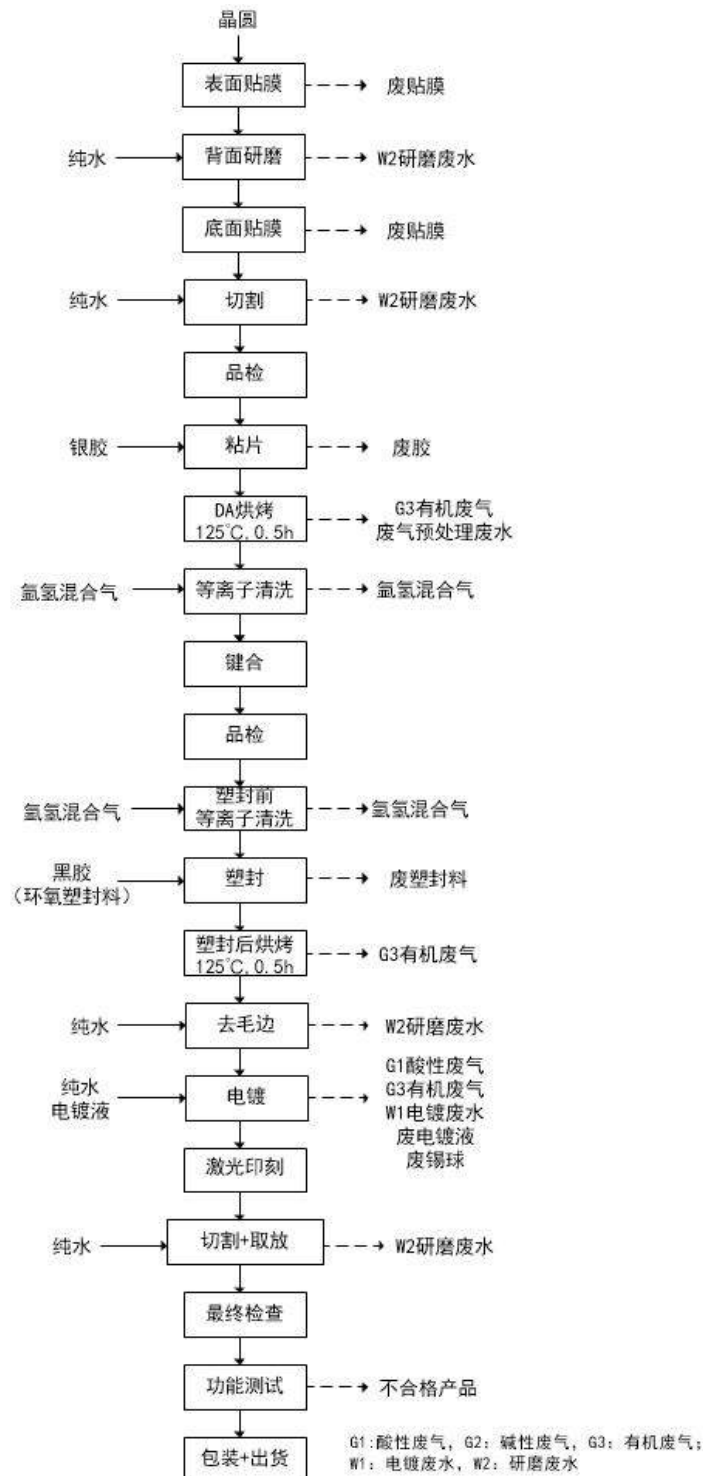 晶圆
表面贴膜
废贴膜
纯水
背面研磨
W2研磨废水
底面贴膜
废贴膜
纯水
切割
W2研磨废水
品检
银胶
粘片
废胶
DA烘烤
125℃,0.5h
G3有机废气
废气预处理废水
氩氢混合气
等离子清洗
氩氢混合气
键合
品检
氩氢混合气
塑封前
等离子清洗
氩氢混合气
黑胶
（环氧塑封料）
塑封
废塑封料
塑封后烘烤
125℃,0.5h
G3有机废气
纯水
去毛边
W2研磨废水
纯水
电镀液
电镀
G1酸性废气
G3有机废气
W1电镀废水
废电镀液
废锡球
激光印刻
纯水
切割+取放
W2研磨废水
最终检查
功能测试
不合格产品
包装+出货
G1:酸性废气, G2: 碱性废气, G3: 有机废气;
W1: 电镀废水, W2: 研磨废水